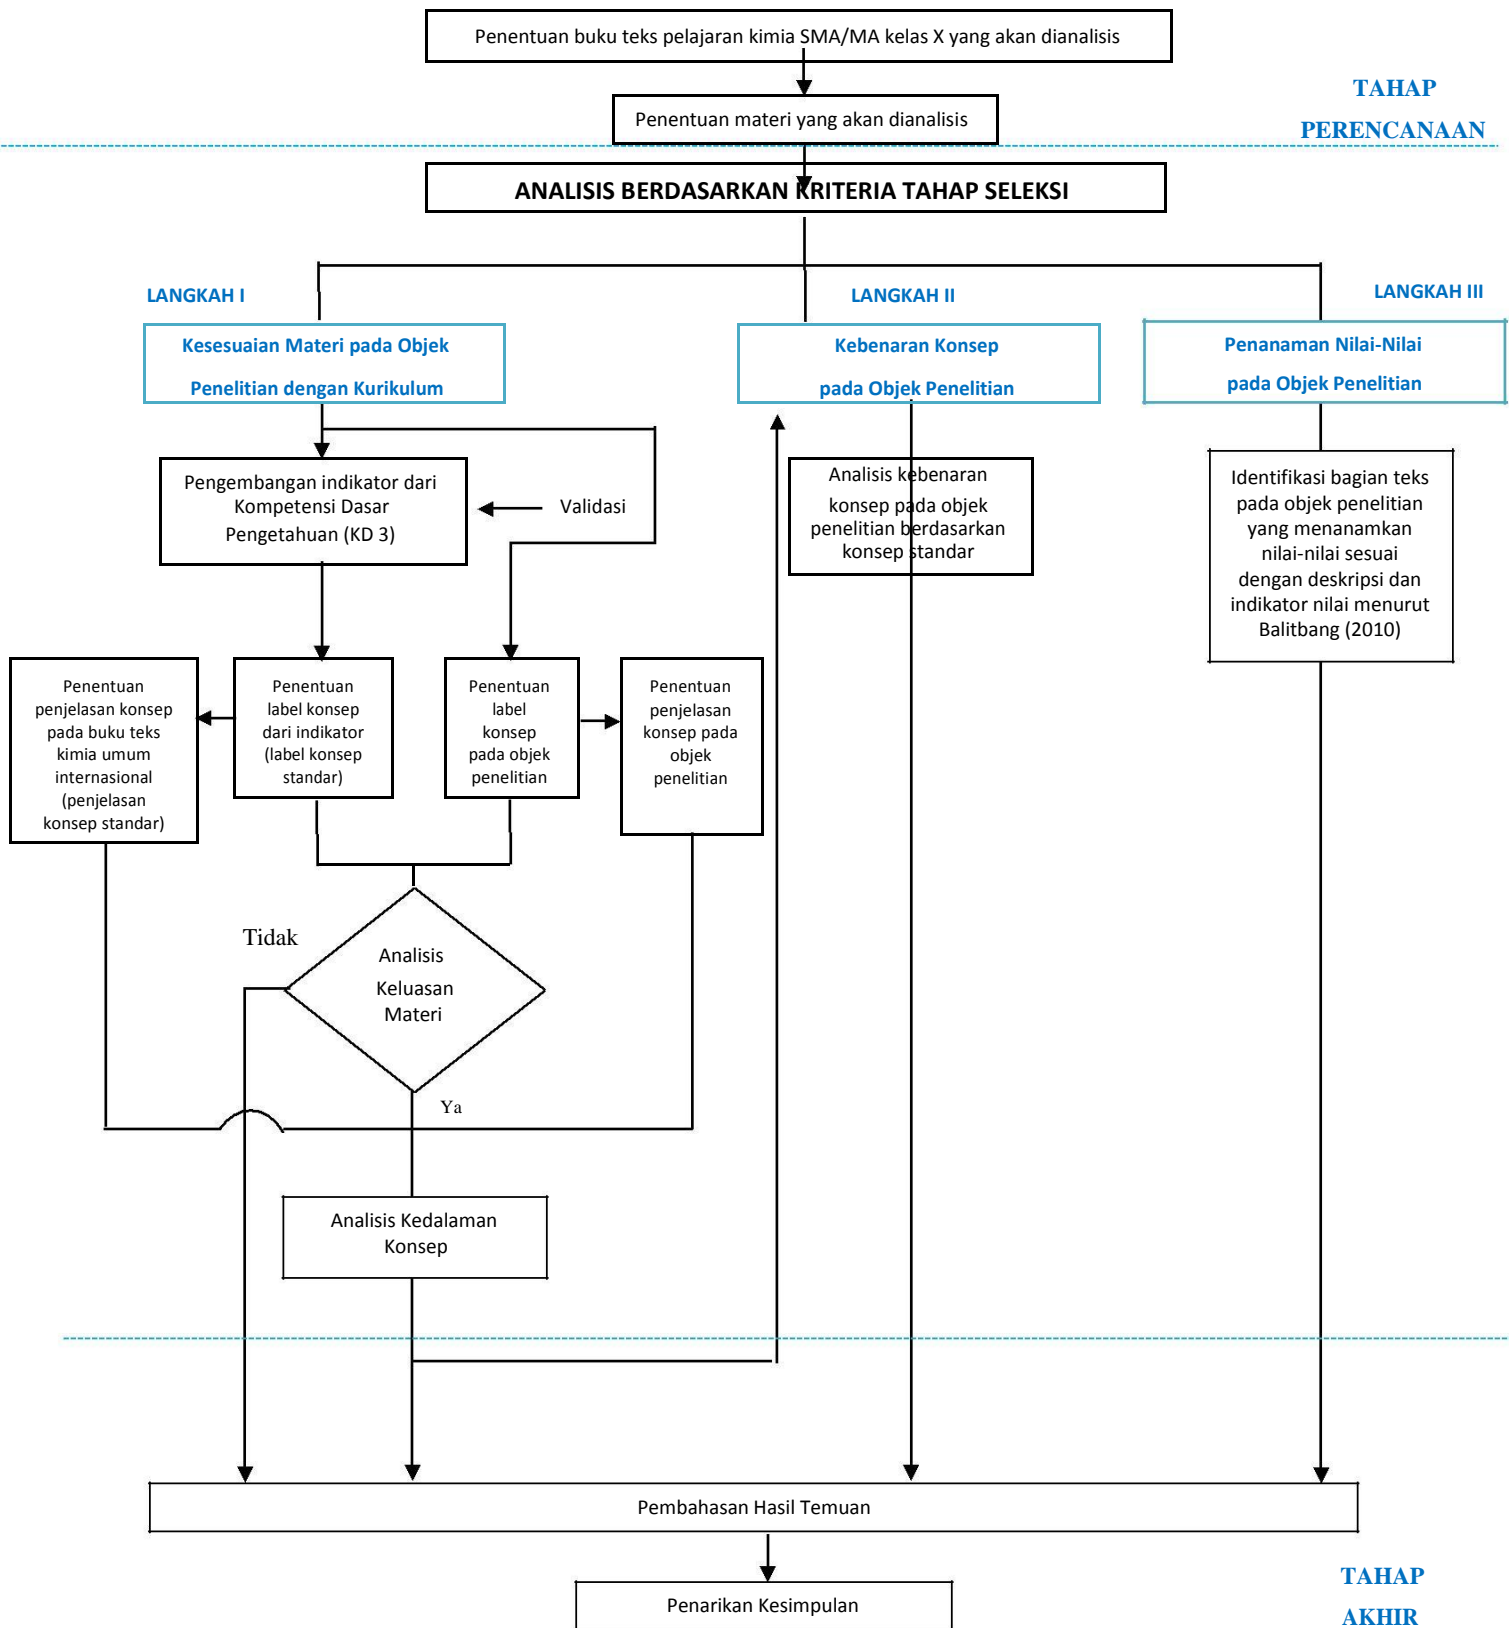 Penentuan buku teks pelajaran kimia SMA/MA kelas X yang akan dianalisis
TAHAP
PERENCANAAN
Penentuan materi yang akan dianalisis
ANALISIS BERDASARKAN KRITERIA TAHAP SELEKSI
LANGKAH I
LANGKAH II
LANGKAH III
Kesesuaian Materi pada Objek
Penelitian dengan Kurikulum
Kebenaran Konsep
pada Objek Penelitian
Penanaman Nilai-Nilai
pada Objek Penelitian
Pengembangan indikator dari
Kompetensi Dasar
Pengetahuan (KD 3)
Validasi
Analisis kebenaran
konsep pada objek
penelitian berdasarkan
konsep standar
Identifikasi bagian teks
pada objek penelitian
yang menanamkan
nilai-nilai sesuai
dengan deskripsi dan
indikator nilai menurut
Balitbang (2010)
Penentuan
penjelasan konsep
pada buku teks
kimia umum
internasional
(penjelasan
konsep standar)
Penentuan
label konsep
dari indikator
(label konsep
standar)
Penentuan
label
konsep
pada objek
penelitian
Penentuan
penjelasan
konsep pada
objek
penelitian
Tidak
Analisis
Keluasan
Materi
Ya
Analisis Kedalaman
Konsep
Pembahasan Hasil Temuan
Penarikan Kesimpulan
TAHAP
AKHIR